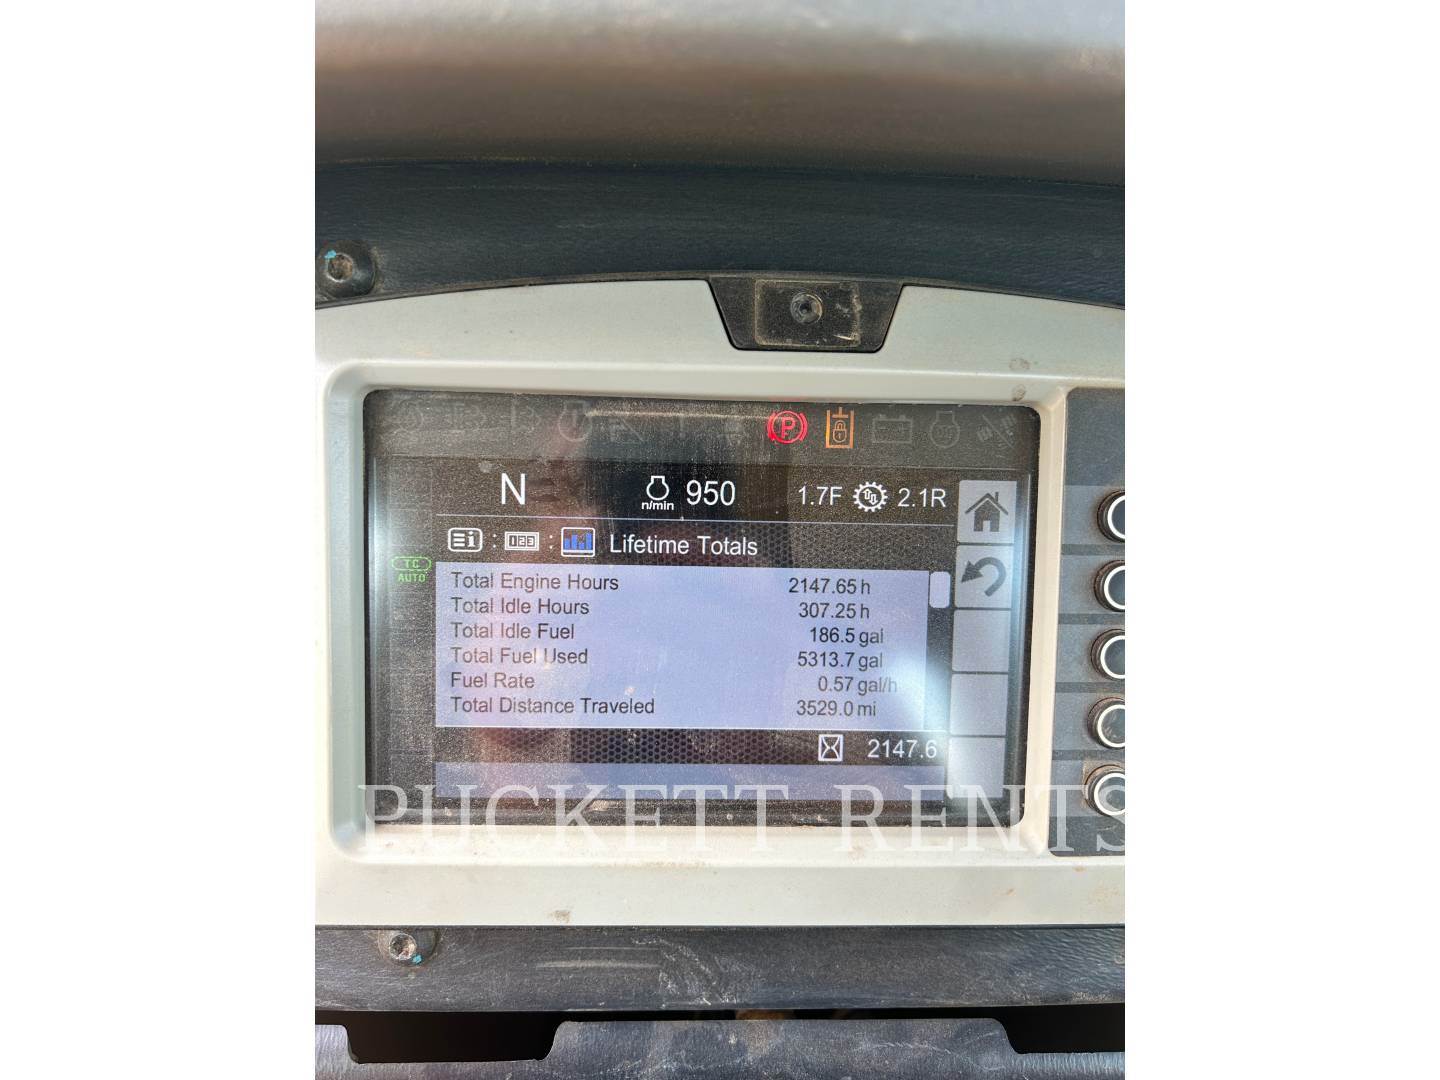 P
N
n/min
950
1.7F
2.1R
i : 123 : Lifetime Totals
TC
AUTO
Total Engine Hours 2147.65 h
Total Idle Hours 307.25 h
Total Idle Fuel 186.5 gal
Total Fuel Used 5313.7 gal
Fuel Rate 0.57 gal/h
Total Distance Traveled 3529.0 mi
2147.6
PUCKETT RENTS